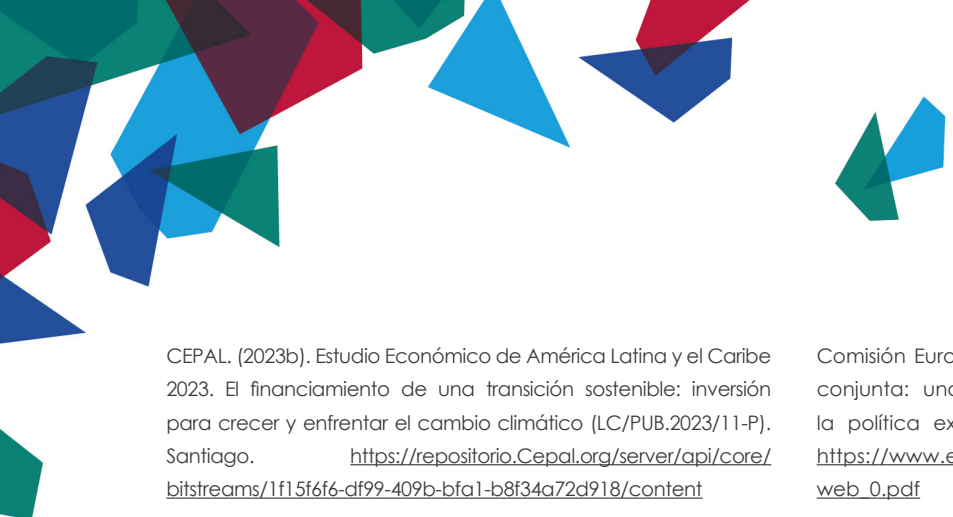 CEPAL. (2023b). Estudio Económico de América Latina y el Caribe
2023. El financiamiento de una transición sostenible: inversión
para crecer y enfrentar el cambio climático (LC/PUB.2023/11-P).
Santiago. https://repositorio.Cepal.org/server/api/core/
bitstreams/1f15f6f6-df99-409b-bfa1-b8f34a72d918/content
Comisión Euro
conjunta: una
la política ex
https://www.e
web_0.pdf